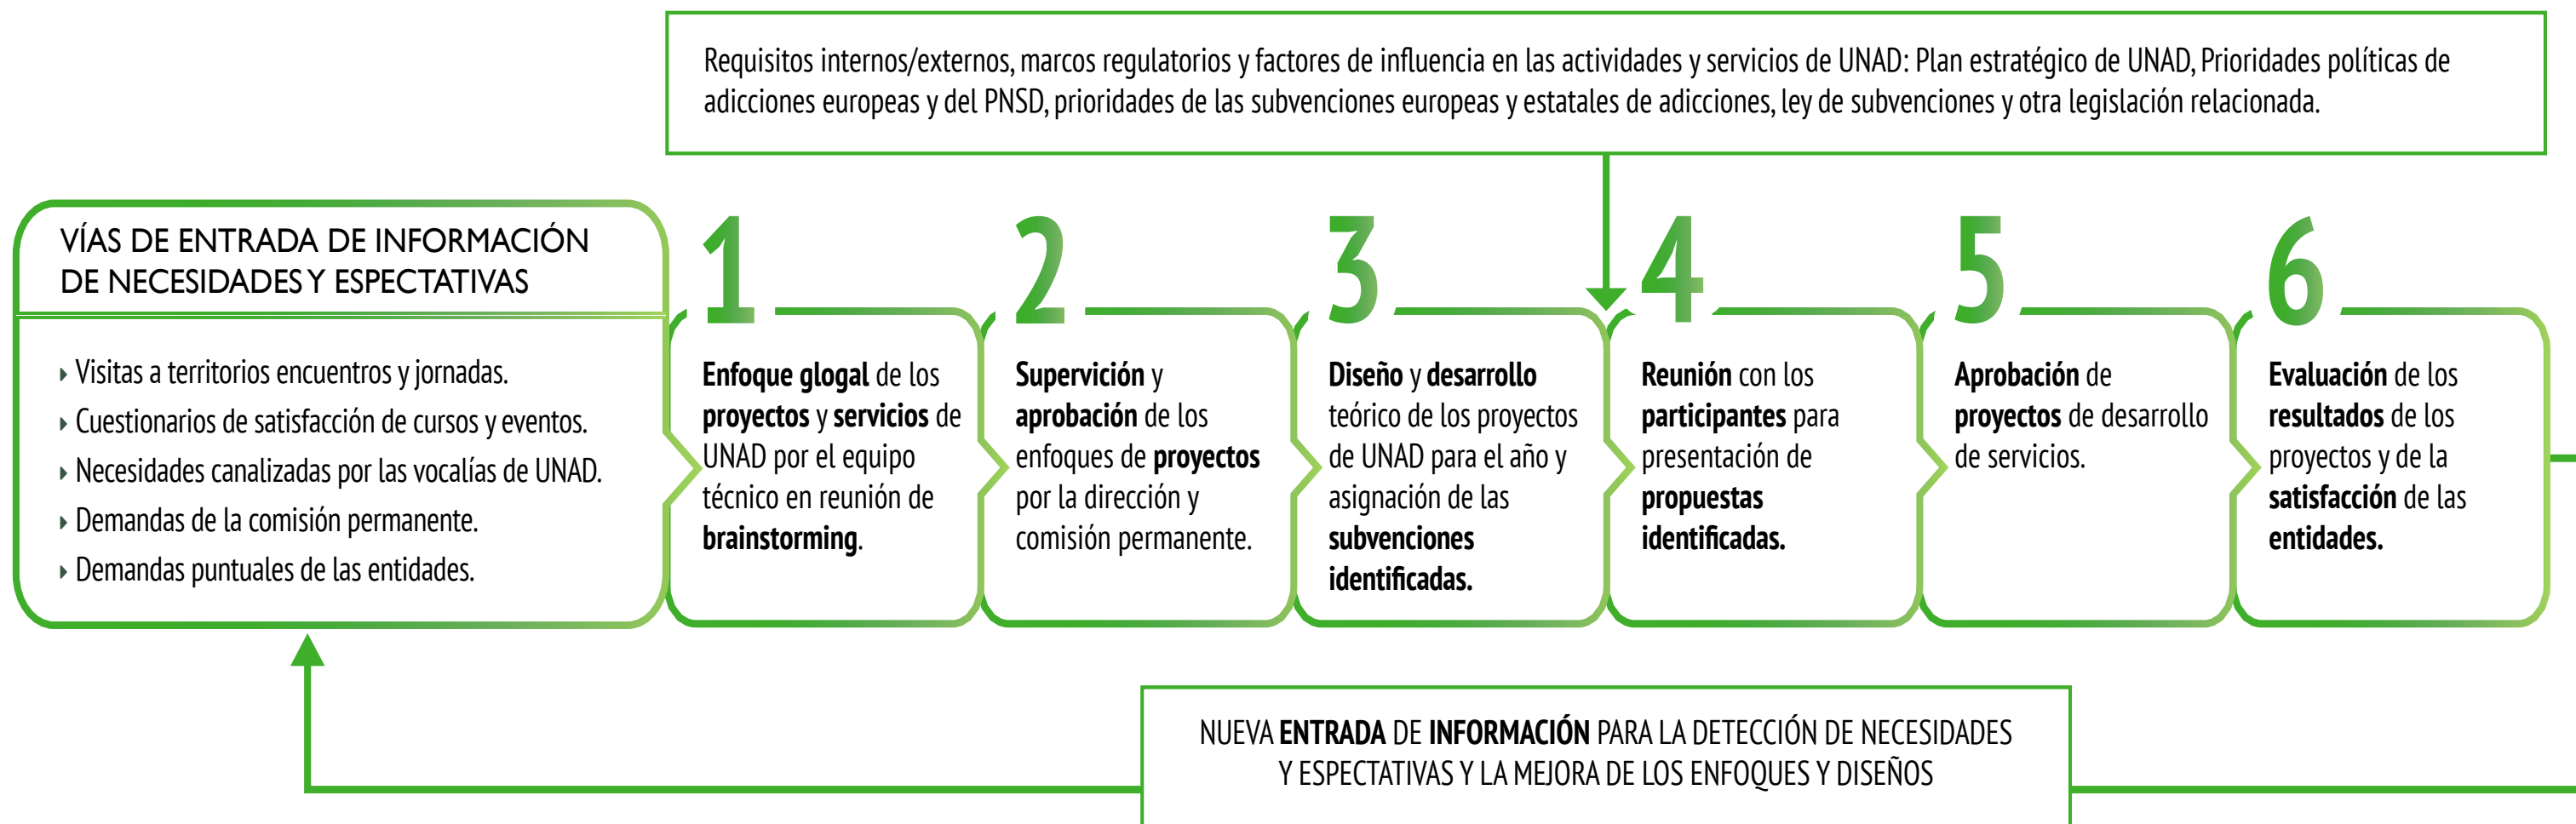 Requisitos internos/externos, marcos regulatorios y factores de influencia en las actividades y servicios de UNAD: Plan estratégico de UNAD, Prioridades políticas de
adicciones europeas y del PNSD, prioridades de las subvenciones europeas y estatales de adicciones, ley de subvenciones y otra legislación relacionada.
VÍAS DE ENTRADA DE INFORMACIÓN
DE NECESIDADES Y ESPECTATIVAS
‣ Visitas a territorios encuentros y jornadas.
‣ Cuestionarios de satisfacción de cursos y eventos.
‣ Necesidades canalizadas por las vocalías de UNAD.
‣ Demandas de la comisión permanente.
‣ Demandas puntuales de las entidades.
1
Enfoque glogal de los
proyectos y servicios de
UNAD por el equipo
técnico en reunión de
brainstorming.
2
Supervición y
aprobación de los
enfoques de proyectos
por la dirección y
comisión permanente.
3
Diseño y desarrollo
teórico de los proyectos
de UNAD para el año y
asignación de las
subvenciones
identificadas.
4
Reunión con los
participantes para
presentación de
propuestas
identificadas.
5
Aprobación de
proyectos de desarrollo
de servicios.
6
Evaluación de los
resultados de los
proyectos y de la
satisfacción de las
entidades.
NUEVA ENTRADA DE INFORMACIÓN PARA LA DETECCIÓN DE NECESIDADES
Y ESPECTATIVAS Y LA MEJORA DE LOS ENFOQUES Y DISEÑOS